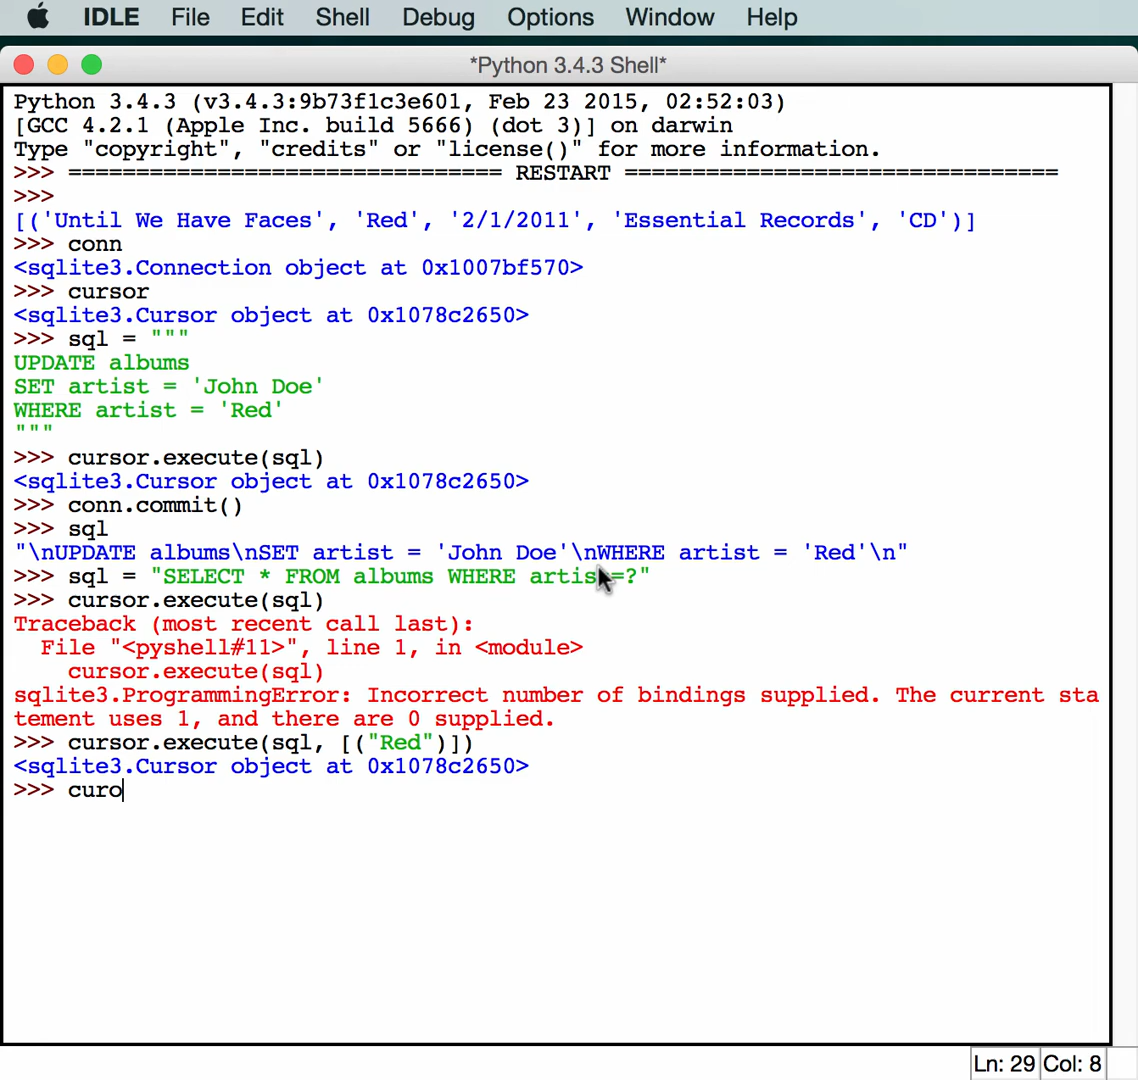 IDLE File Edit Shell Debug Options Window Help
*Python 3.4.3 Shell*
Python 3.4.3 (v3.4.3:9b73f1c3e601, Feb 23 2015, 02:52:03)
[GCC 4.2.1 (Apple Inc. build 5666) (dot 3)] on darwin
Type "copyright", "credits" or "license()" for more information.
>>> ================================ RESTART ================================
>>>
[('Until We Have Faces', 'Red', '2/1/2011', 'Essential Records', 'CD')]
>>> conn
<sqlite3.Connection object at 0x1007bf570>
>>> cursor
<sqlite3.Cursor object at 0x1078c2650>
>>> sql = """
UPDATE albums
SET artist = 'John Doe'
WHERE artist = 'Red'
"""
>>> cursor.execute(sql)
<sqlite3.Cursor object at 0x1078c2650>
>>> conn.commit()
>>> sql
"\nUPDATE albums\nSET artist = 'John Doe'\nWHERE artist = 'Red'\n"
>>> sql = "SELECT * FROM albums WHERE artist=?"
>>> cursor.execute(sql)
Traceback (most recent call last):
  File "<pyshell#11>", line 1, in <module>
    cursor.execute(sql)
sqlite3.ProgrammingError: Incorrect number of bindings supplied. The current sta
tement uses 1, and there are 0 supplied.
>>> cursor.execute(sql, [("Red")])
<sqlite3.Cursor object at 0x1078c2650>
>>> curo
Ln: 29 Col: 8